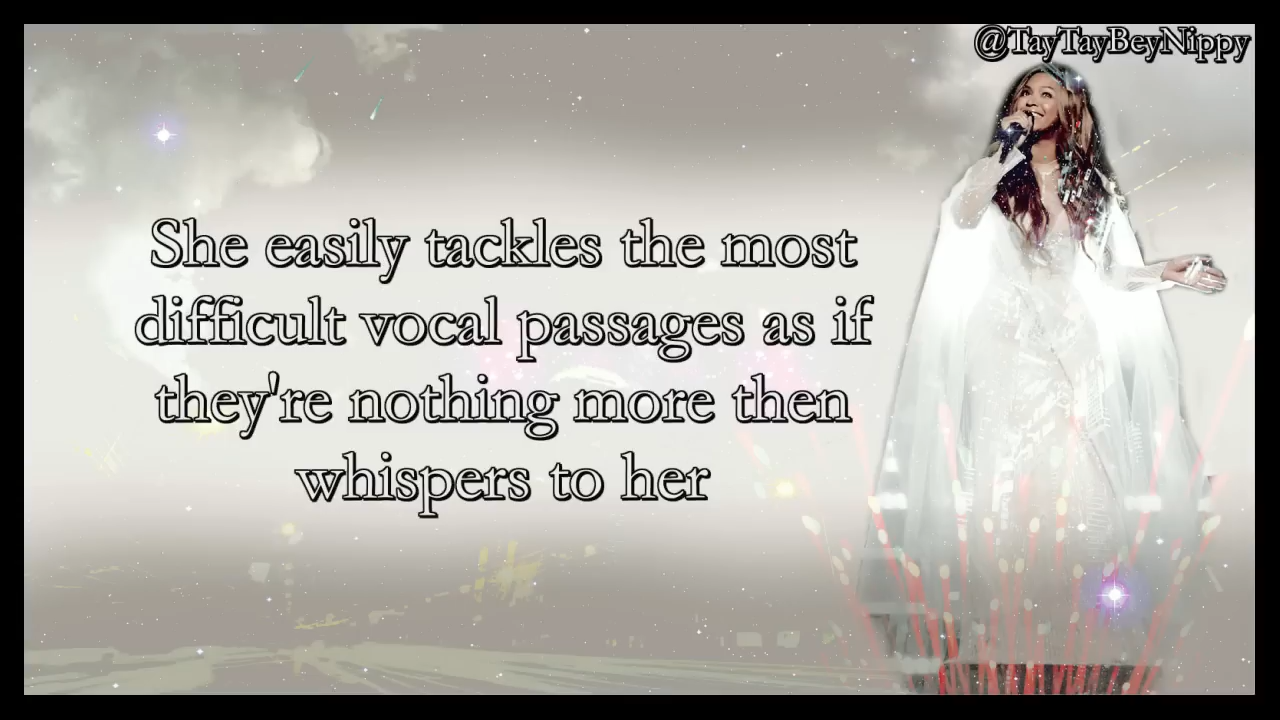 @TayTayBeyNippy
She easily tackles the most
difficult vocal passages as if
they're nothing more then
whispers to her